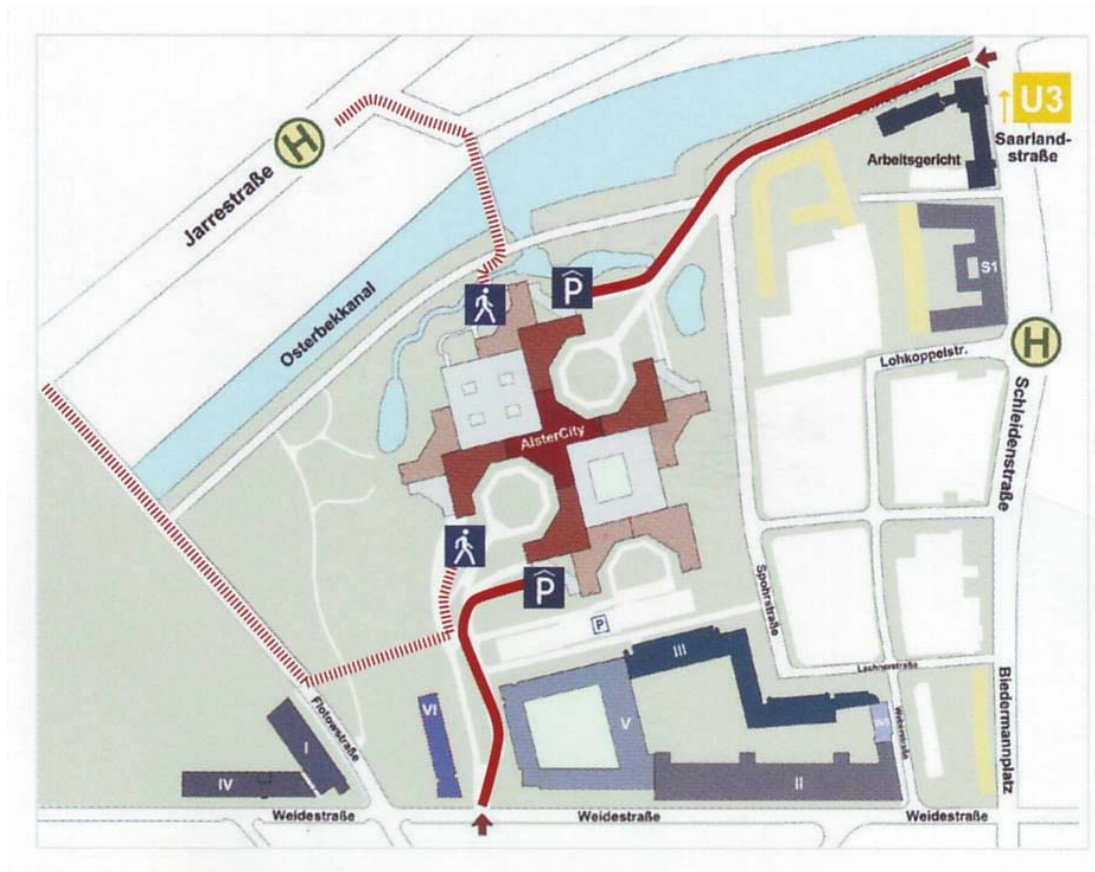 H
Jarrestraße
U3
Saarland-
straße
Arbeitsgericht
S1
P
Osterbekkanal
H
Lohkoppelstr.
Schleidenstraße
AlsterCity
P
P
Spohrstraße
III
Lachnerstraße
Biedermannplatz
Flotowstraße
VI
V
I
IV
II
Weidestraße
Weidestraße
Weidestraße